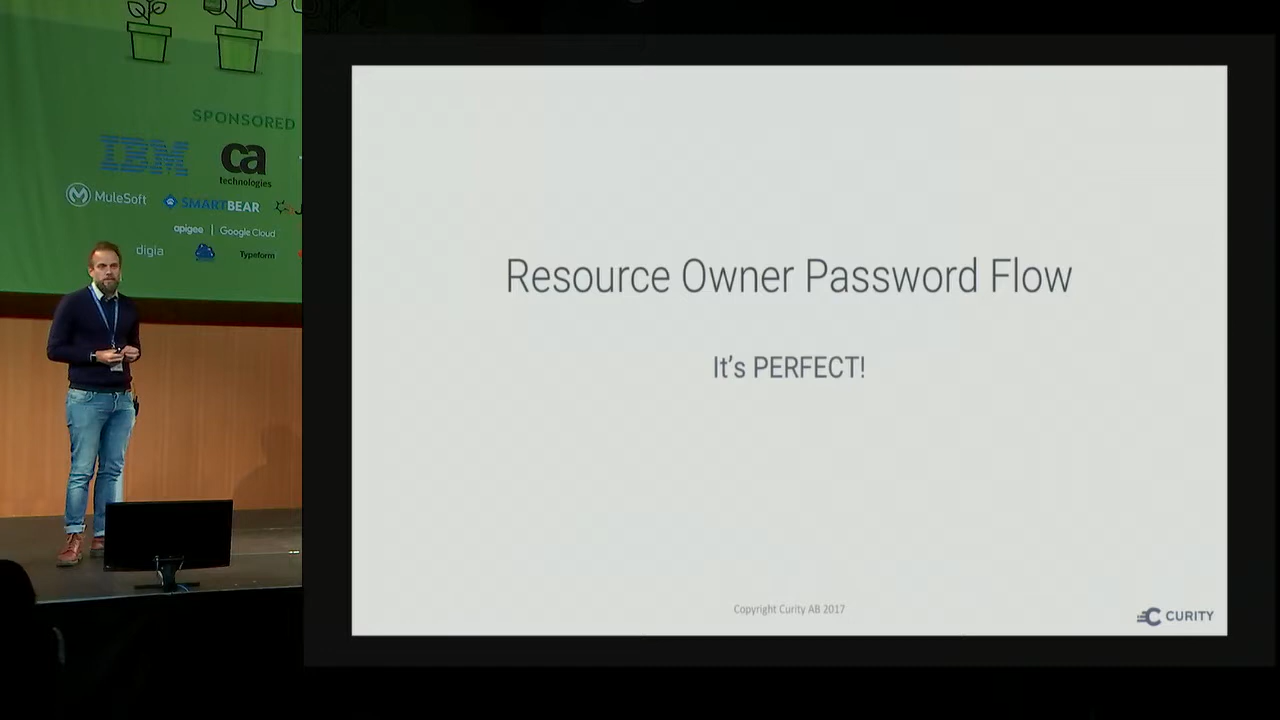 SPONSORED
IBM
ca
technologies
MuleSoft
SMARTBEAR
apigee | Google Cloud
digia
Typeform
Resource Owner Password Flow
It's PERFECT!
Copyright Curity AB 2017
CURITY